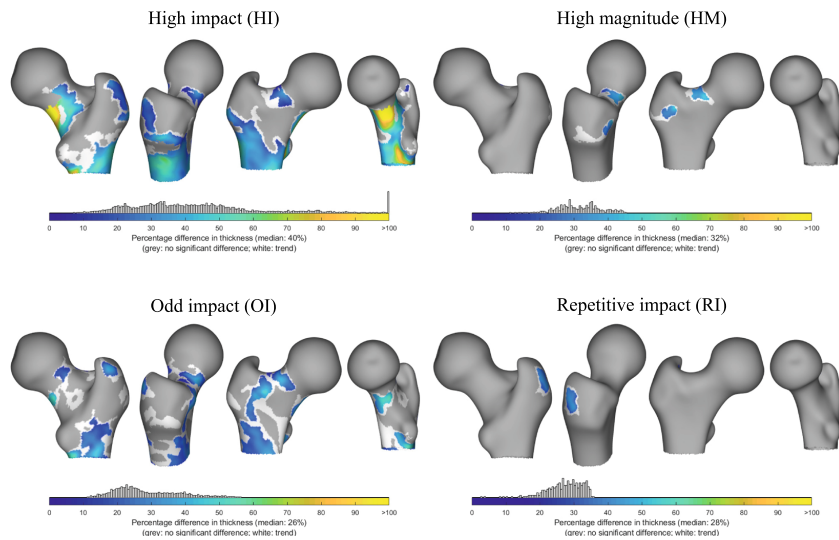 High impact (HI)
High magnitude (HM)
0 10 20 30 40 50 60 70 80 90 >100
Percentage difference in thickness (median: 40%)
(grey: no significant difference; white: trend)
0 10 20 30 40 50 60 70 80 90 >100
Percentage difference in thickness (median: 32%)
(grey: no significant difference; white: trend)
Odd impact (OI)
Repetitive impact (RI)
0 10 20 30 40 50 60 70 80 90 >100
Percentage difference in thickness (median: 26%)
(grey: no significant difference; white: trend)
0 10 20 30 40 50 60 70 80 90 >100
Percentage difference in thickness (median: 28%)
(grey: no significant difference; white: trend)